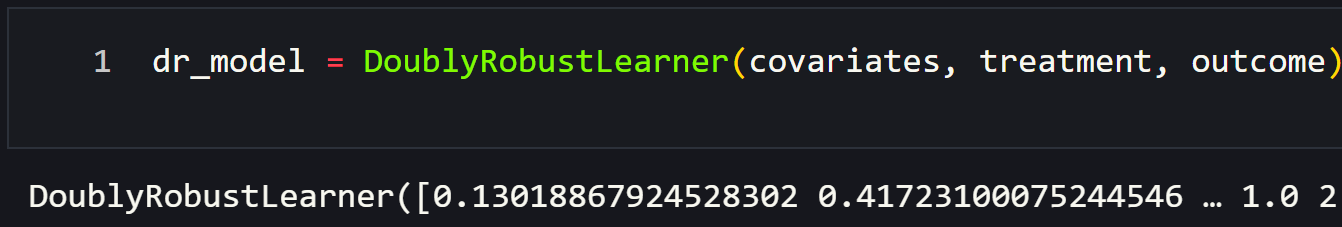 1 dr_model = DoublyRobustLearner(covariates, treatment, outcome)
DoublyRobustLearner([0.13018867924528302 0.41723100075244546 … 1.0 2